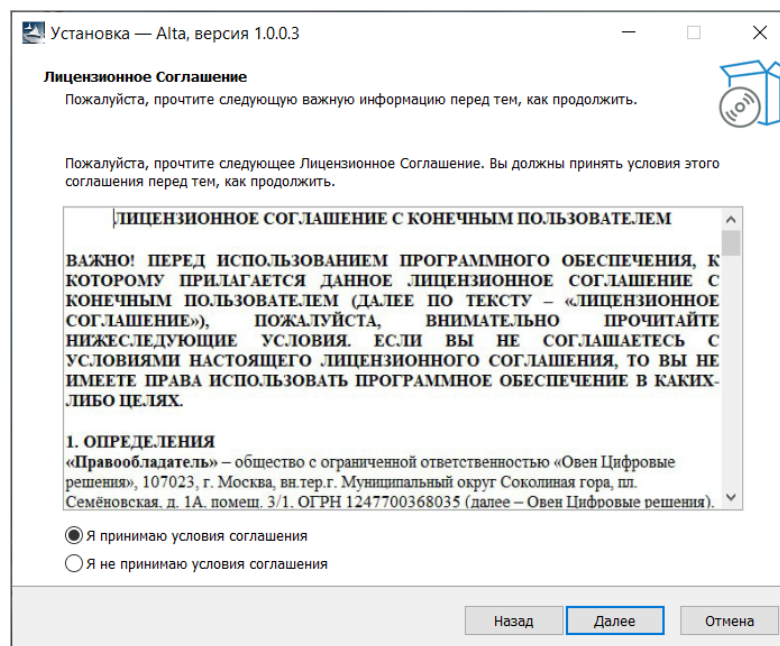 Установка — Alta, версия 1.0.0.3
Лицензионное Соглашение
Пожалуйста, прочтите следующую важную информацию перед тем, как продолжить.
Пожалуйста, прочтите следующее Лицензионное Соглашение. Вы должны принять условия этого
соглашения перед тем, как продолжить.
ЛИЦЕНЗИОННОЕ СОГЛАШЕНИЕ С КОНЕЧНЫМ ПОЛЬЗОВАТЕЛЕМ
ВАЖНО! ПЕРЕД ИСПОЛЬЗОВАНИЕМ ПРОГРАММНОГО ОБЕСПЕЧЕНИЯ, К
КОТОРОМУ ПРИЛАГАЕТСЯ ДАННОЕ ЛИЦЕНЗИОННОЕ СОГЛАШЕНИЕ С
КОНЕЧНЫМ ПОЛЬЗОВАТЕЛЕМ (ДАЛЕЕ ПО ТЕКСТУ – «ЛИЦЕНЗИОННОЕ
СОГЛАШЕНИЕ»), ПОЖАЛУЙСТА, ВНИМАТЕЛЬНО ПРОЧИТАЙТЕ
НИЖЕСЛЕДУЮЩИЕ УСЛОВИЯ. ЕСЛИ ВЫ НЕ СОГЛАШАЕТЕСЬ С
УСЛОВИЯМИ НАСТОЯЩЕГО ЛИЦЕНЗИОННОГО СОГЛАШЕНИЯ, ТО ВЫ НЕ
ИМЕЕТЕ ПРАВА ИСПОЛЬЗОВАТЬ ПРОГРАММНОЕ ОБЕСПЕЧЕНИЕ В КАКИХ-
ЛИБО ЦЕЛЯХ.
1. ОПРЕДЕЛЕНИЯ
«Правообладатель» – общество с ограниченной ответственностью «Овен Цифровые
решения», 107023, г. Москва, вн.тер.г. Муниципальный округ Соколиная гора, пл.
Семёновская, д. 1А, помещ. 3/1, ОГРН 1247700368035 (далее – Овен Цифровые решения).
Я принимаю условия соглашения
Я не принимаю условия соглашения
Назад Далее Отмена